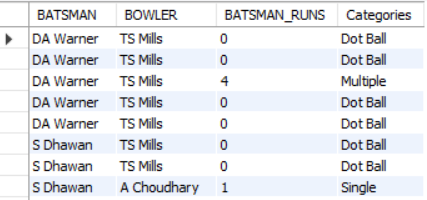 BATSMAN BOWLER BATSMAN_RUNS Categories
DA Warner TS Mills 0 Dot Ball
DA Warner TS Mills 0 Dot Ball
DA Warner TS Mills 4 Multiple
DA Warner TS Mills 0 Dot Ball
DA Warner TS Mills 0 Dot Ball
S Dhawan TS Mills 0 Dot Ball
S Dhawan TS Mills 0 Dot Ball
S Dhawan A Choudhary 1 Single